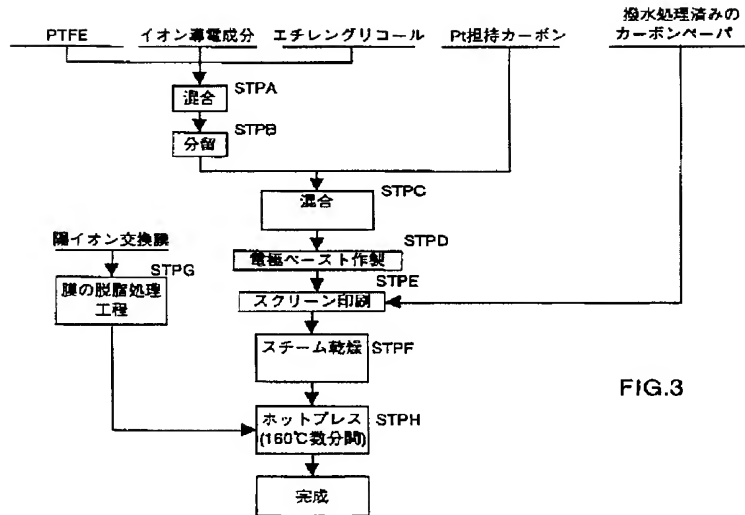 PTFE
イオン導電成分
エチレングリコール
Pt担持カーボン
撥水処理済みの
カーボンペーパ
混合
STPA
分留
STPB
混合
STPC
電極ペースト作製
STPD
陽イオン交換膜
膜の脱脂処理
工程
STPG
スクリーン印刷
STPE
スチーム乾燥
STPF
ホットプレス
(160℃数分間)
STPH
完成
FIG.3